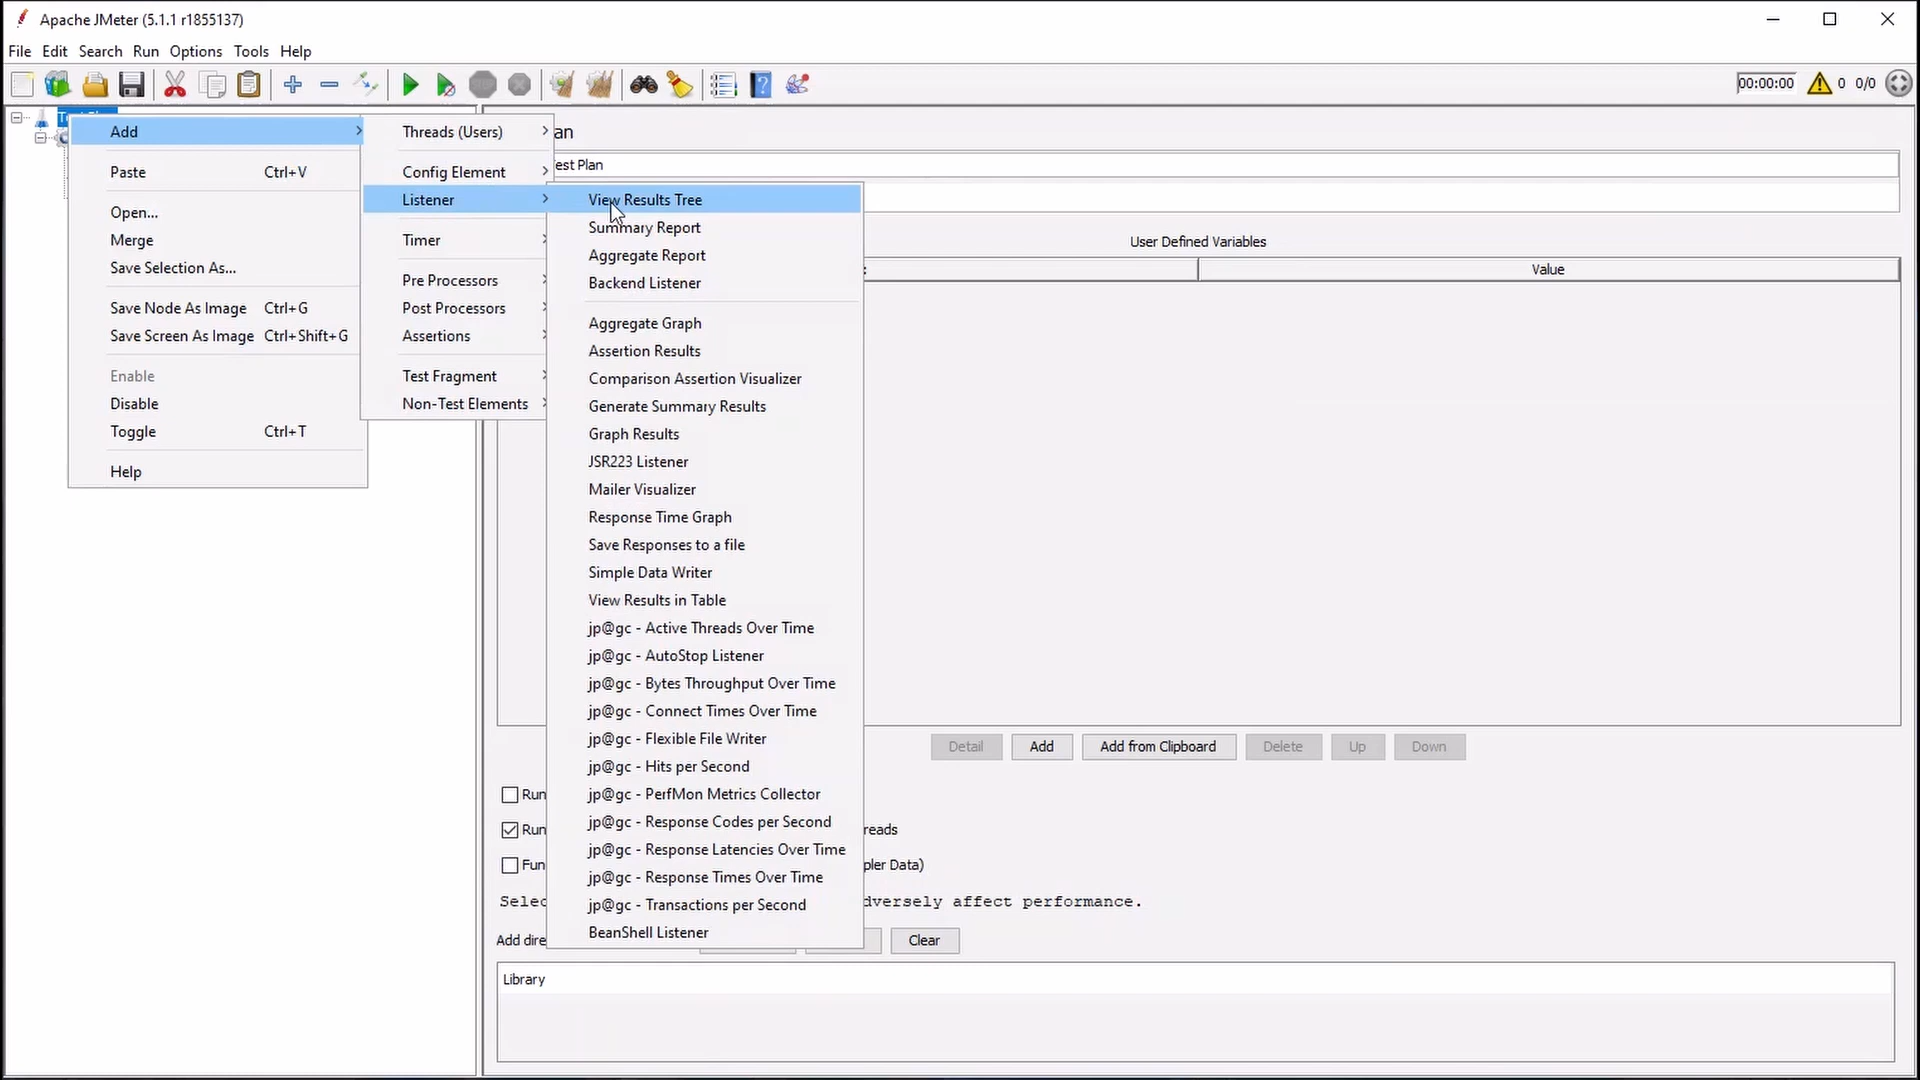 Apache JMeter (5.1.1 r1855137)
File Edit Search Run Options Tools Help
00:00:00 0 0/0
Add
Paste Ctrl+V
Open...
Merge
Save Selection As...
Save Node As Image Ctrl+G
Save Screen As Image Ctrl+Shift+G
Enable
Disable
Toggle Ctrl+T
Help
Threads (Users)
Config Element
Listener
Timer
Pre Processors
Post Processors
Assertions
Test Fragment
Non-Test Elements
View Results Tree
Summary Report
Aggregate Report
Backend Listener
Aggregate Graph
Assertion Results
Comparison Assertion Visualizer
Generate Summary Results
Graph Results
JSR223 Listener
Mailer Visualizer
Response Time Graph
Save Responses to a file
Simple Data Writer
View Results in Table
jp@gc - Active Threads Over Time
jp@gc - AutoStop Listener
jp@gc - Bytes Throughput Over Time
jp@gc - Connect Times Over Time
jp@gc - Flexible File Writer
jp@gc - Hits per Second
jp@gc - PerfMon Metrics Collector
jp@gc - Response Codes per Second
jp@gc - Response Latencies Over Time
jp@gc - Response Times Over Time
jp@gc - Transactions per Second
BeanShell Listener
an
est Plan
User Defined Variables
Value
Detail Add Add from Clipboard Delete Up Down
Run
Run reads
Fun pler Data)
Selec dversely affect performance.
Add dire Clear
Library